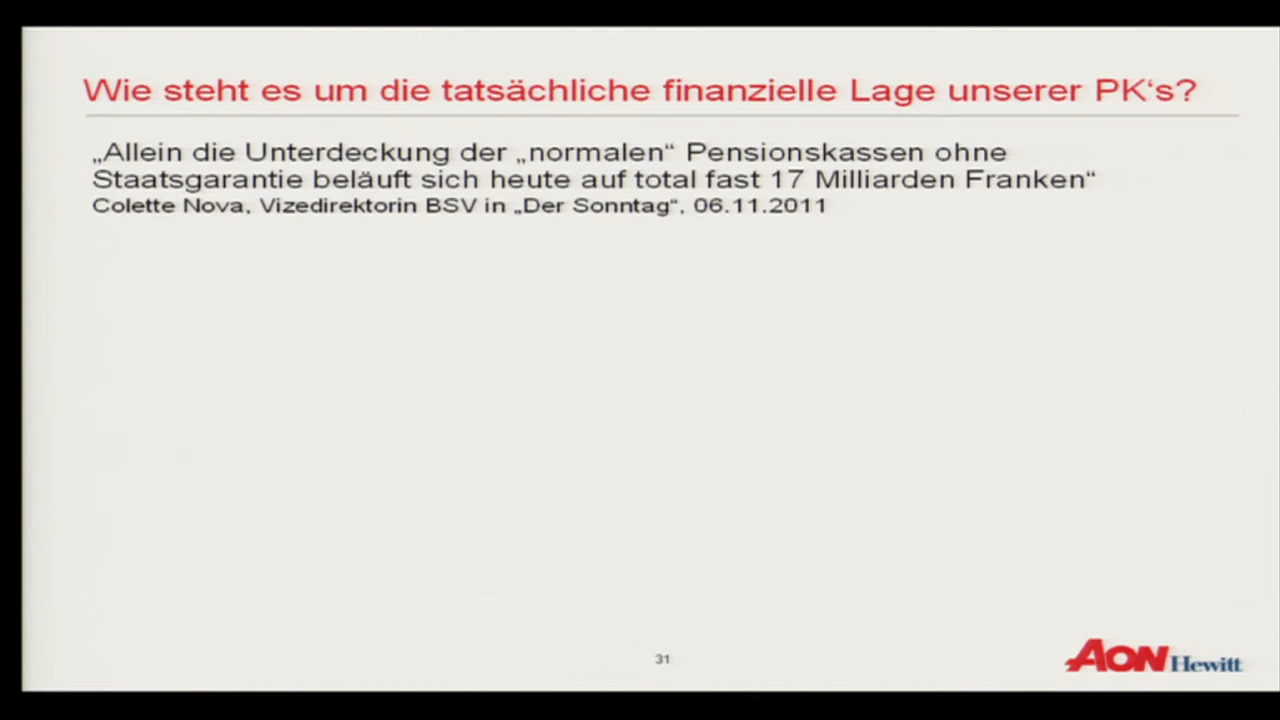 Wie steht es um die tatsächliche finanzielle Lage unserer PK‘s?
„Allein die Unterdeckung der „normalen“ Pensionskassen ohne
Staatsgarantie beläuft sich heute auf total fast 17 Milliarden Franken“
Colette Nova, Vizedirektorin BSV in „Der Sonntag“, 06.11.2011
31
AON Hewitt